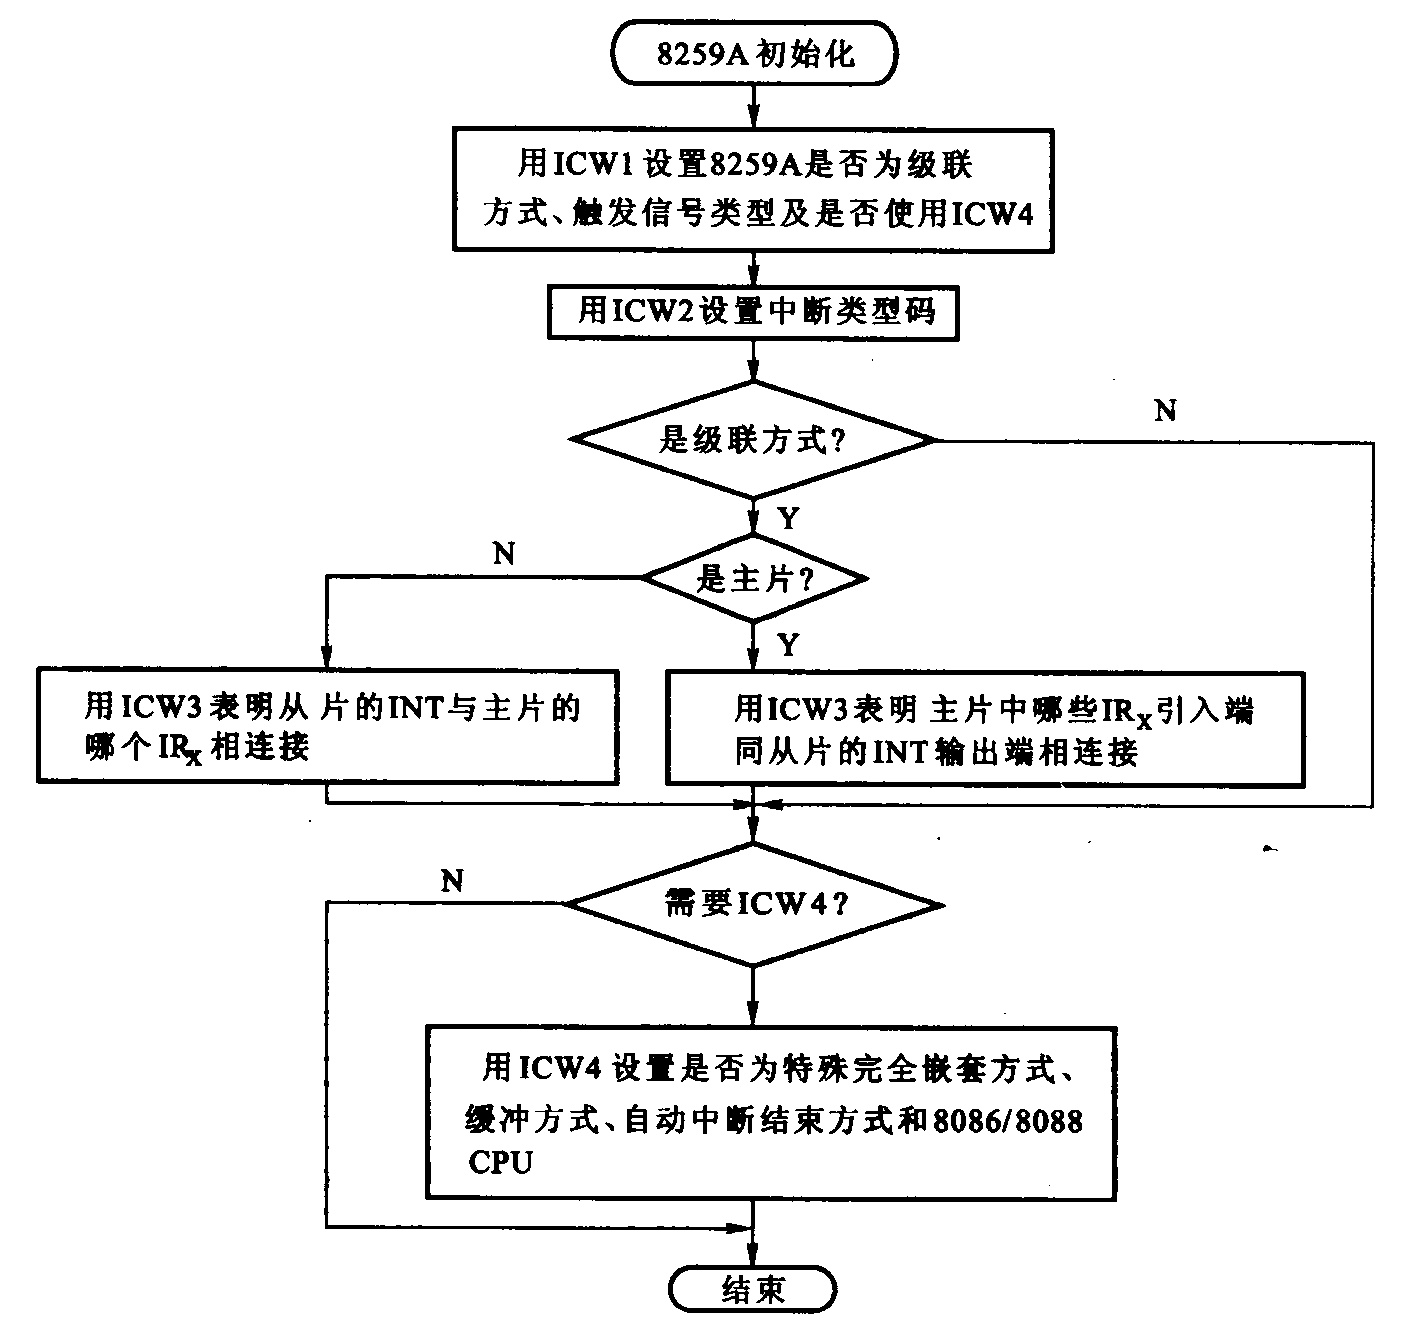 8259A初始化
用ICW1设置8259A是否为级联
方式、触发信号类型及是否使用ICW4
用ICW2设置中断类型码
是级联方式?
N
Y
是主片?
N
Y
用ICW3表明从片的INT与主片的
哪个IRX相连接
用ICW3表明主片中哪些IRX引入端
同从片的INT输出端相连接
需要ICW4?
N
用ICW4设置是否为特殊完全嵌套方式、
缓冲方式、自动中断结束方式和8086/8088
CPU
结束